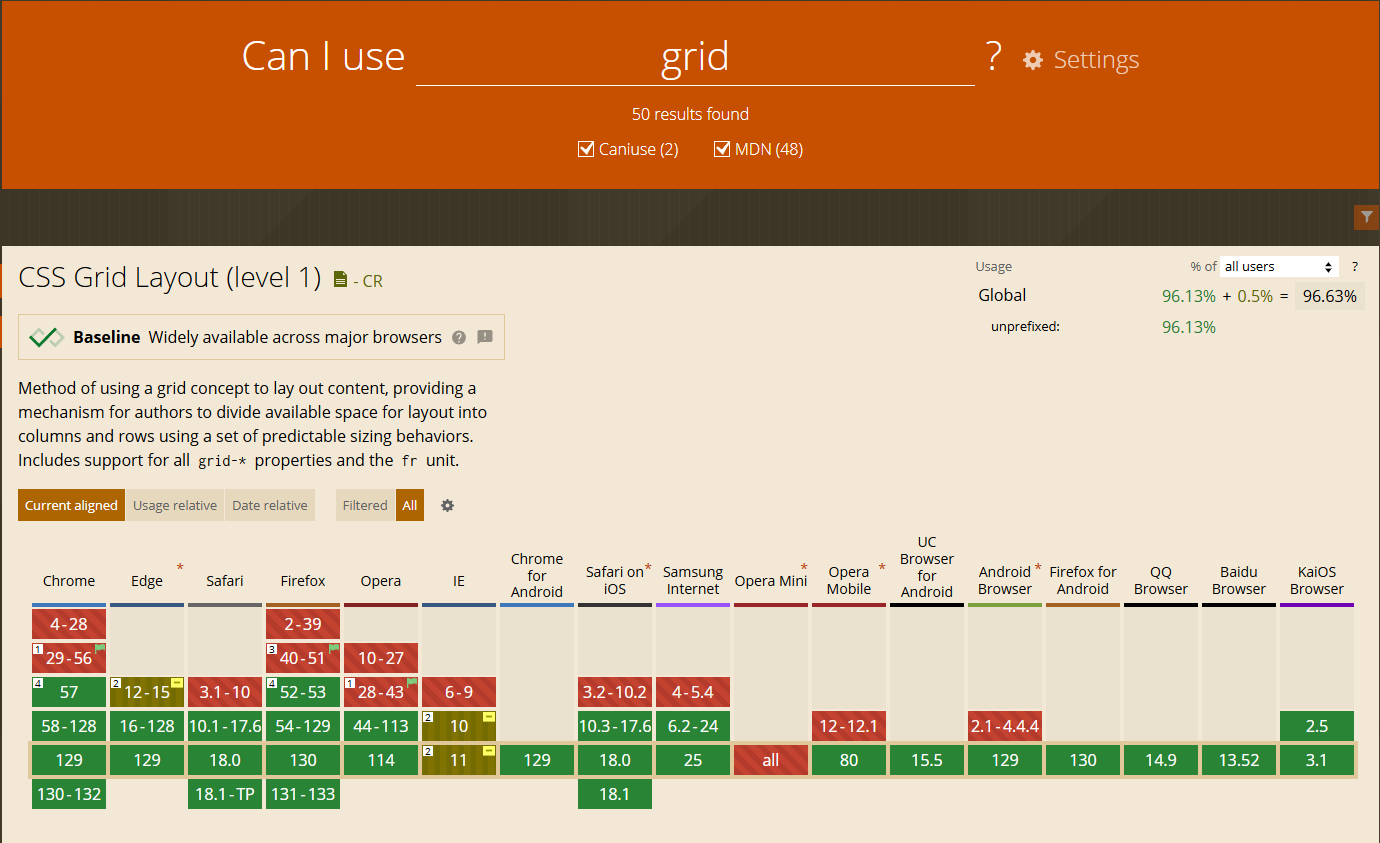 Can I use grid ? Settings
50 results found
Caniuse (2) MDN (48)
CSS Grid Layout (level 1) - CR
Usage % of all users ?
Global 96.13% + 0.5% = 96.63%
unprefixed: 96.13%
Baseline Widely available across major browsers ?
Method of using a grid concept to lay out content, providing a
mechanism for authors to divide available space for layout into
columns and rows using a set of predictable sizing behaviors.
Includes support for all grid-* properties and the fr unit.
Current aligned Usage relative Date relative Filtered All
Chrome
Edge *
Safari
Firefox
Opera
IE
Chrome
for
Android
Safari on *
iOS
Samsung
Internet
Opera Mini *
Opera *
Mobile
UC
Browser
for
Android
Android *
Browser
Firefox for
Android
QQ
Browser
Baidu
Browser
KaiOS
Browser
4-28 2-39
1 29-56 3 40-51 10-27
4 57 2 12-15 3.1-10 4 52-53 1 28-43 6-9 3.2-10.2 4-5.4
58-128 16-128 10.1-17.6 54-129 44-113 2 10 10.3-17.6 6.2-24 12-12.1 2.1-4.4.4 2.5
129 129 18.0 130 114 2 11 129 18.0 25 all 80 15.5 129 130 14.9 13.52 3.1
130-132 18.1-TP 131-133 18.1